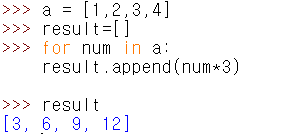 >>> a = [1,2,3,4]
>>> result=[]
>>> for num in a:
    result.append(num*3)
>>> result
[3, 6, 9, 12]